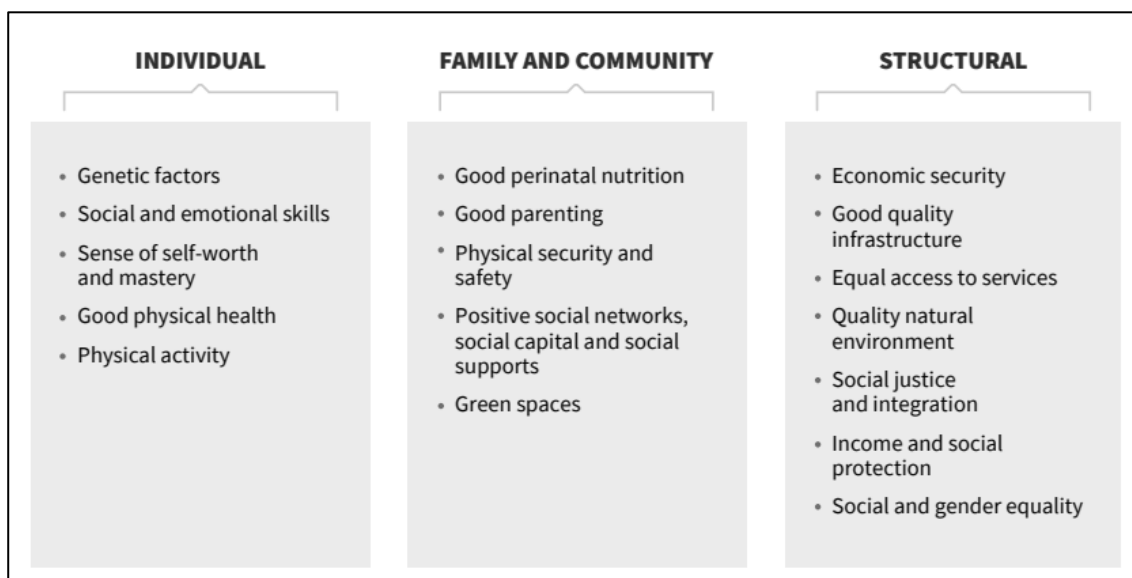 INDIVIDUAL
• Genetic factors
• Social and emotional skills
• Sense of self-worth
and mastery
• Good physical health
• Physical activity
FAMILY AND COMMUNITY
• Good perinatal nutrition
• Good parenting
• Physical security and
safety
• Positive social networks,
social capital and social
supports
• Green spaces
STRUCTURAL
• Economic security
• Good quality
infrastructure
• Equal access to services
• Quality natural
environment
• Social justice
and integration
• Income and social
protection
• Social and gender equality